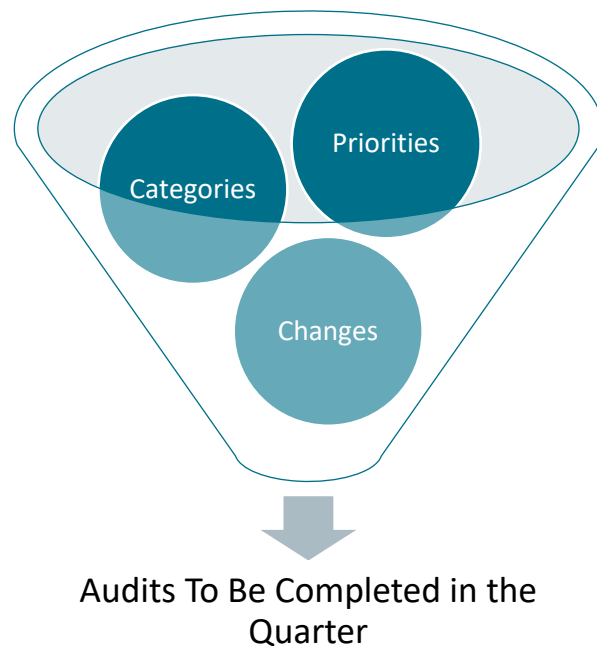 Priorities
Categories
Changes
Audits To Be Completed in the
Quarter